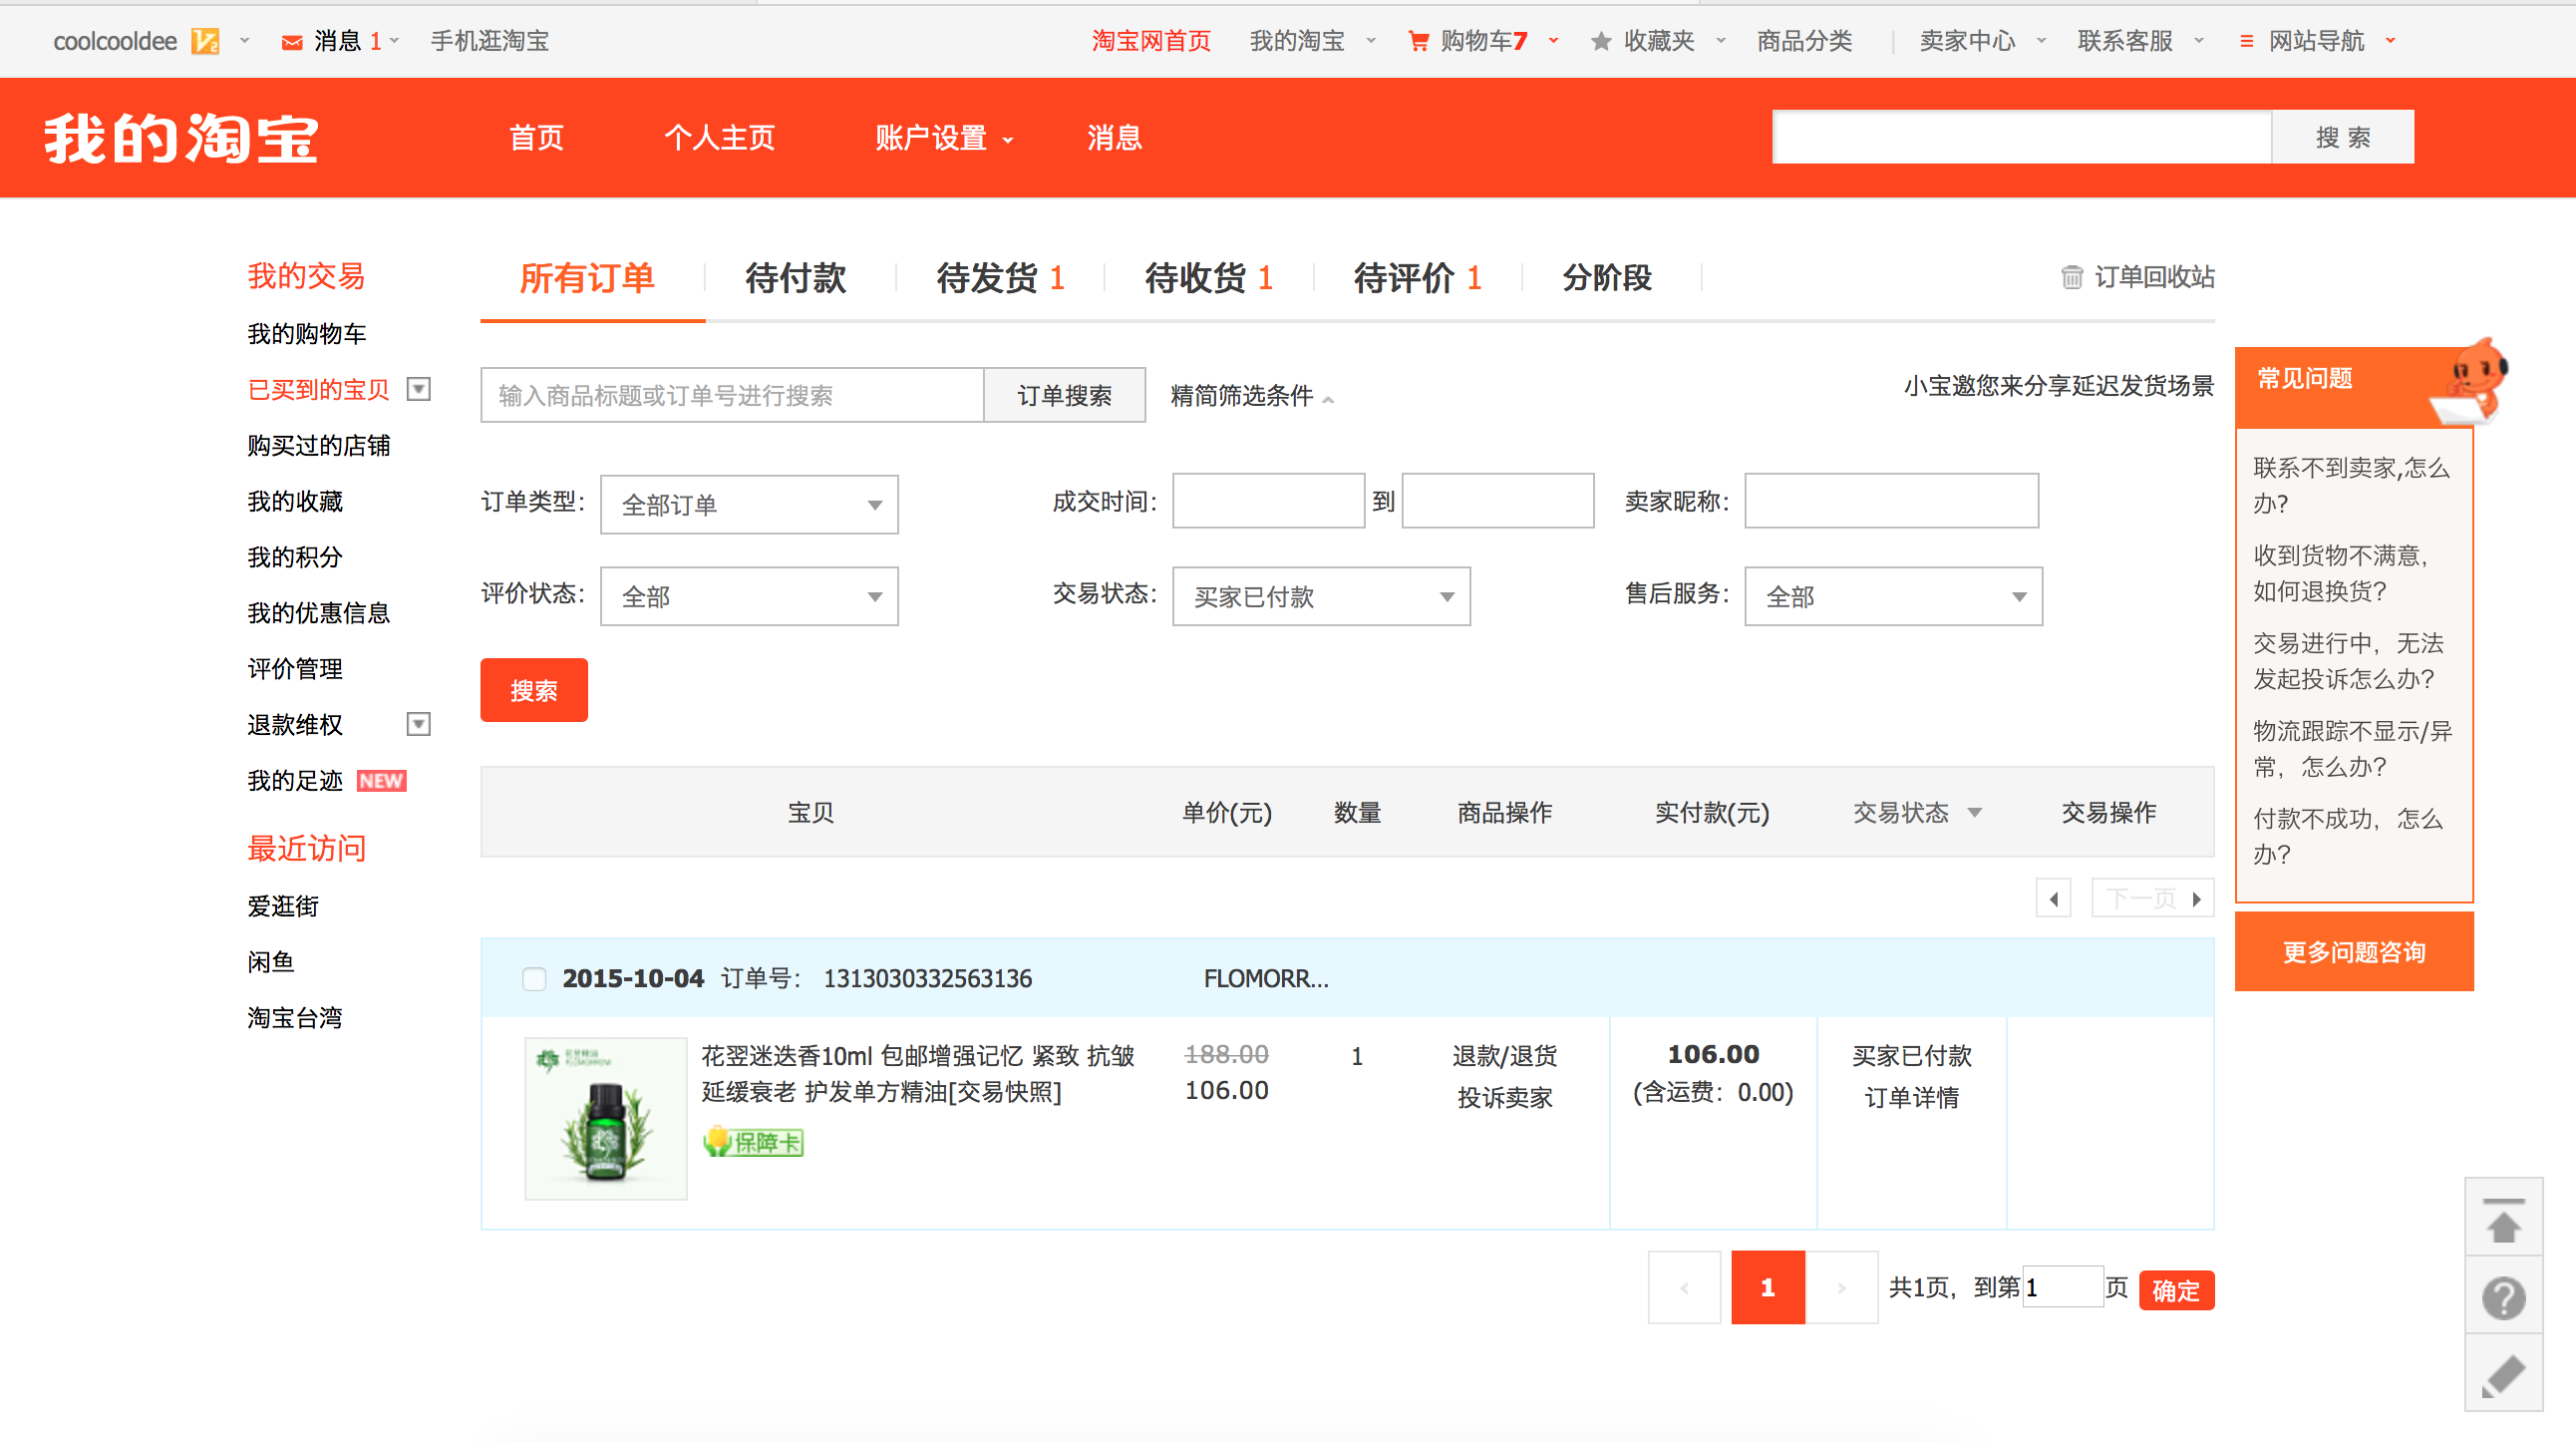 coolcooldee V2 消息 1 手机逛淘宝 淘宝网首页 我的淘宝 购物车7 收藏夹 商品分类 卖家中心 联系客服 网站导航
我的淘宝 首页 个人主页 账户设置 消息 搜 索
我的交易
我的购物车
已买到的宝贝
购买过的店铺
我的收藏
我的积分
我的优惠信息
评价管理
退款维权
我的足迹 NEW
最近访问
爱逛街
闲鱼
淘宝台湾
所有订单 待付款 待发货 1 待收货 1 待评价 1 分阶段 订单回收站
输入商品标题或订单号进行搜索 订单搜索 精简筛选条件 小宝邀您来分享延迟发货场景
订单类型： 全部订单 成交时间： 到 卖家昵称：
评价状态： 全部 交易状态： 买家已付款 售后服务： 全部
搜索
宝贝 单价(元) 数量 商品操作 实付款(元) 交易状态 交易操作
下一页
2015-10-04 订单号： 1313030332563136 FLOMORR...
花翌迷迭香10ml 包邮增强记忆 紧致 抗皱 188.00 1 退款/退货 106.00 买家已付款
延缓衰老 护发单方精油[交易快照] 106.00 投诉卖家 (含运费：0.00) 订单详情
保障卡
‹ 1 › 共1页，到第1页 确定
常见问题
联系不到卖家,怎么
办?
收到货物不满意，
如何退换货?
交易进行中，无法
发起投诉怎么办?
物流跟踪不显示/异
常，怎么办?
付款不成功，怎么
办?
更多问题咨询